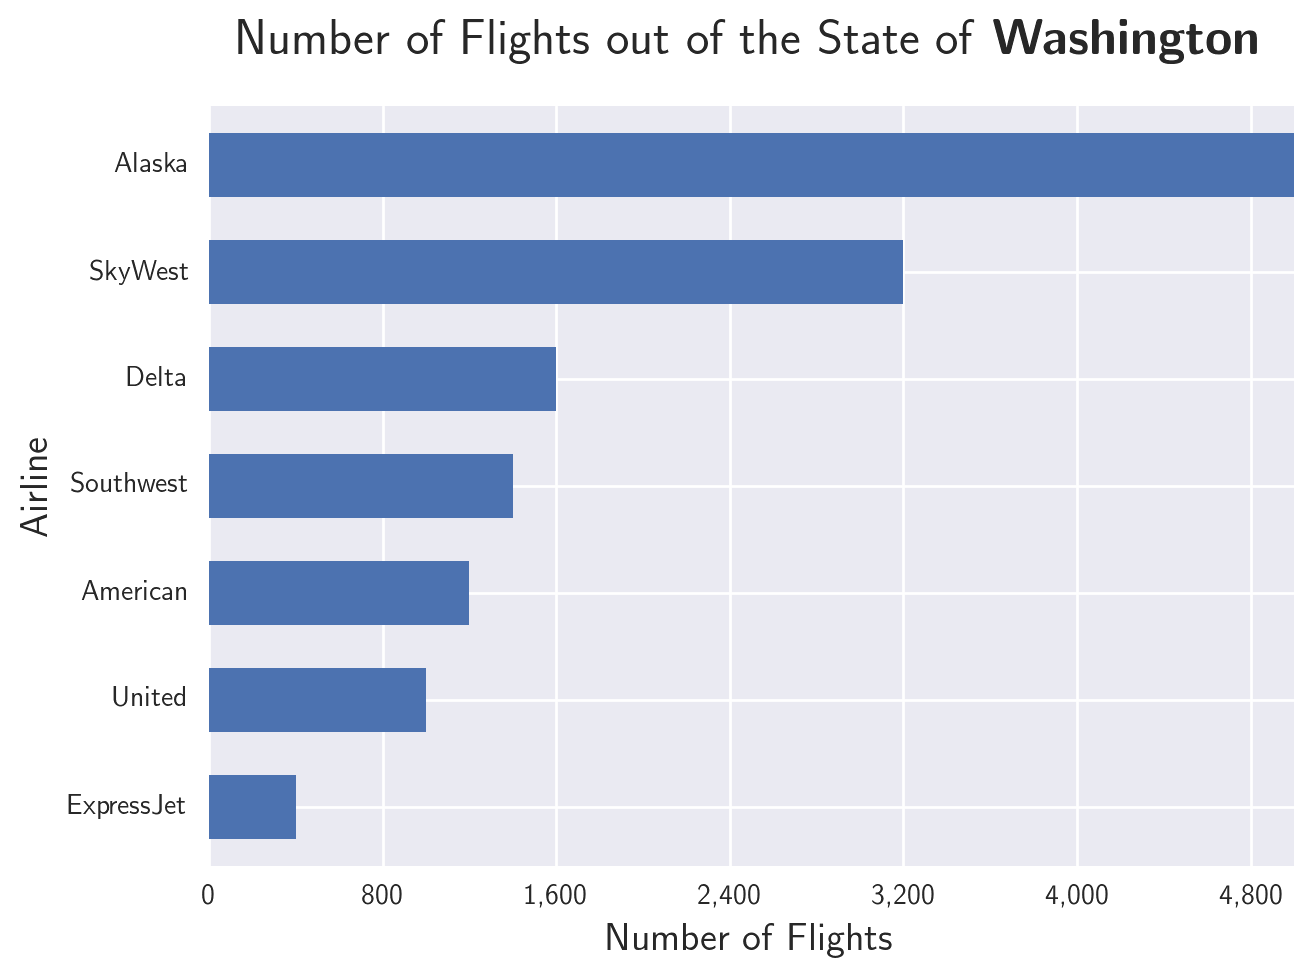 Number of Flights out of the State of Washington
Alaska
SkyWest
Delta
Southwest
American
United
ExpressJet
Airline
0 800 1,600 2,400 3,200 4,000 4,800
Number of Flights